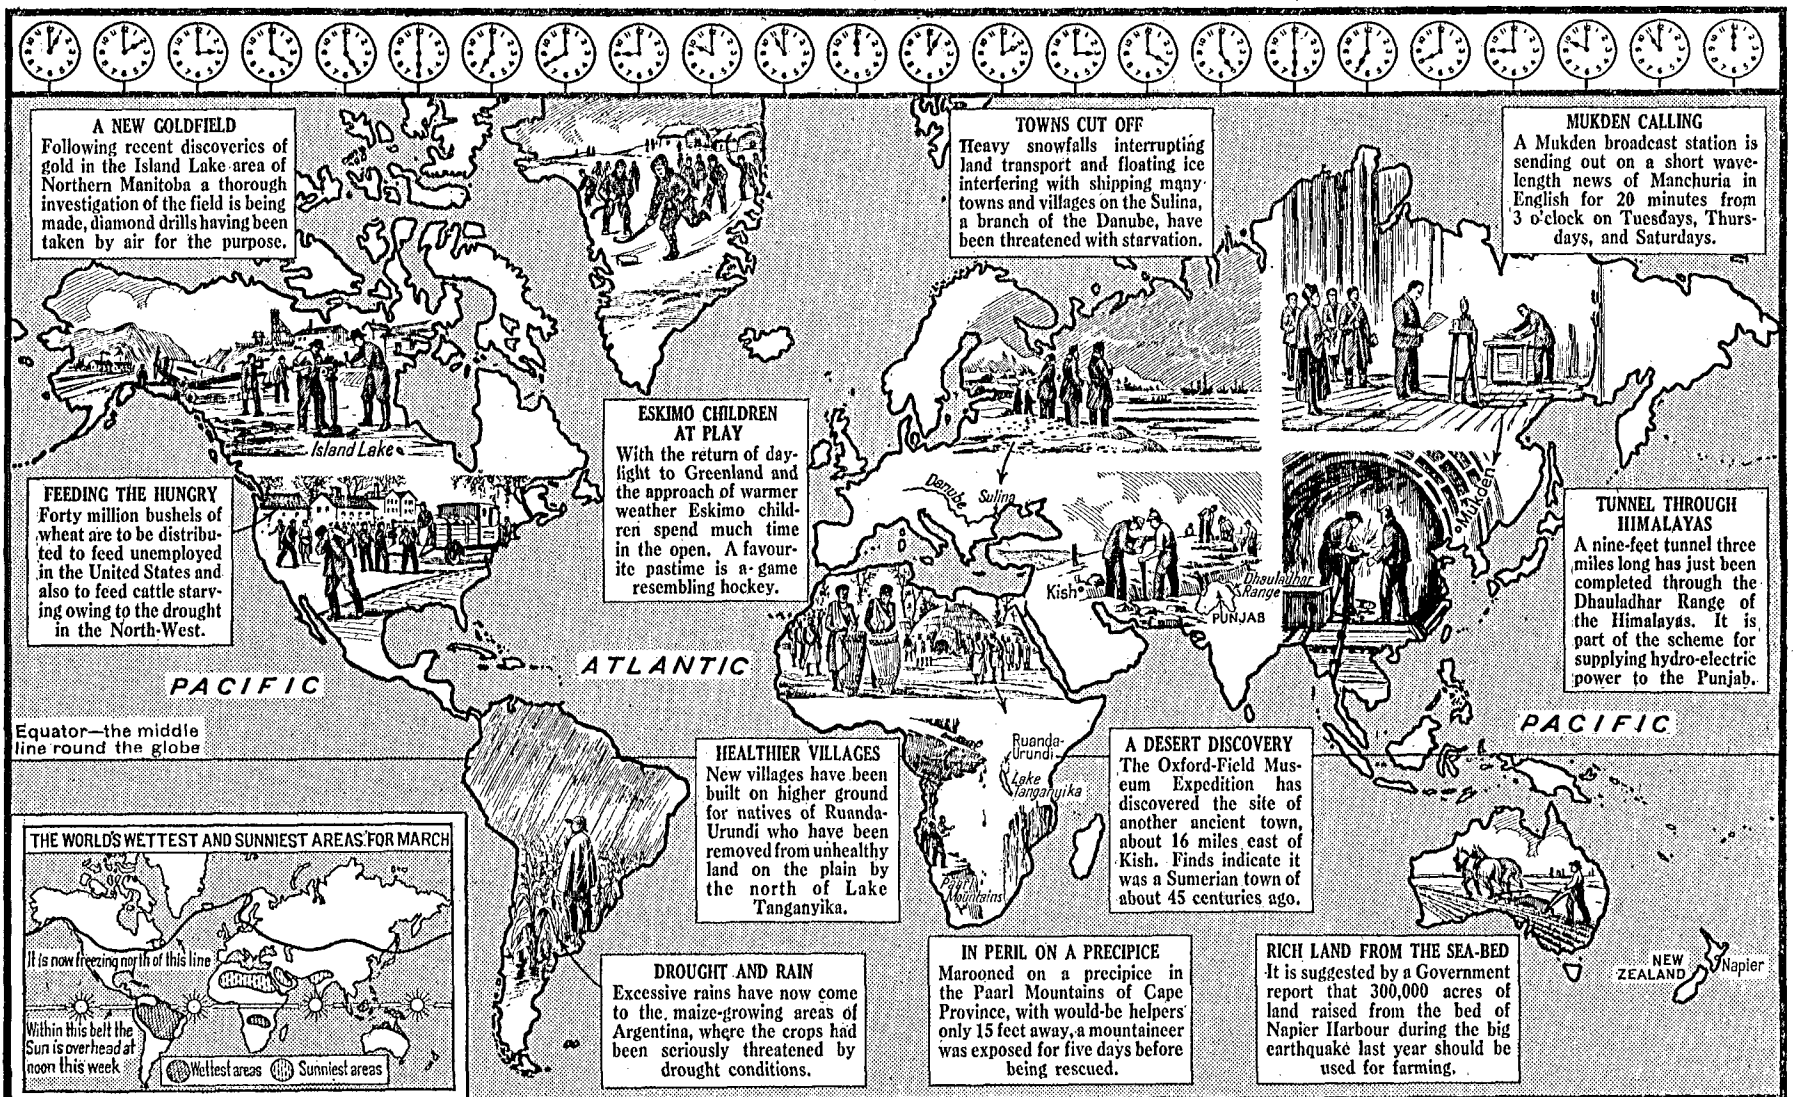 A NEW GOLDFIELD
Following recent discoveries of
gold in the Island Lake area of
Northern Manitoba a thorough
investigation of the field is being
made, diamond drills having been
taken by air for the purpose.
TOWNS CUT OFF
Heavy snowfalls interrupting
land transport and floating ice
interfering with shipping many
towns and villages on the Sulina,
a branch of the Danube, have
been threatened with starvation.
MUKDEN CALLING
A Mukden broadcast station is
sending out on a short wave-
length news of Manchuria in
English for 20 minutes from
3 o'clock on Tuesdays, Thurs-
days, and Saturdays.
Island Lake
ESKIMO CHILDREN
AT PLAY
With the return of day-
light to Greenland and
the approach of warmer
weather Eskimo child-
ren spend much time
in the open. A favour-
ite pastime is a game
resembling hockey.
FEEDING THE HUNGRY
Forty million bushels of
wheat are to be distribu-
ted to feed unemployed
in the United States and
also to feed cattle starv-
ing owing to the drought
in the North-West.
Danube
Sulina
Mukden
Kish
Dhauladhar
Range
PUNJAB
TUNNEL THROUGH
HIMALAYAS
A nine-feet tunnel three
miles long has just been
completed through the
Dhauladhar Range of
the Himalayas. It is
part of the scheme for
supplying hydro-electric
power to the Punjab.
PACIFIC
ATLANTIC
PACIFIC
Equator—the middle
line round the globe
Ruanda-
Urundi
Lake
Tanganyika
HEALTHIER VILLAGES
New villages have been
built on higher ground
for natives of Ruanda-
Urundi who have been
removed from unhealthy
land on the plain by
the north of Lake
Tanganyika.
A DESERT DISCOVERY
The Oxford-Field Mus-
eum Expedition has
discovered the site of
another ancient town,
about 16 miles east of
Kish. Finds indicate it
was a Sumerian town of
about 45 centuries ago.
Paarl
Mountains
THE WORLD'S WETTEST AND SUNNIEST AREAS FOR MARCH
It is now freezing north of this line
Within this belt the
Sun is overhead at
noon this week
Wettest areas
Sunniest areas
DROUGHT AND RAIN
Excessive rains have now come
to the maize-growing areas of
Argentina, where the crops had
been seriously threatened by
drought conditions.
IN PERIL ON A PRECIPICE
Marooned on a precipice in
the Paarl Mountains of Cape
Province, with would-be helpers
only 15 feet away, a mountaineer
was exposed for five days before
being rescued.
RICH LAND FROM THE SEA-BED
It is suggested by a Government
report that 300,000 acres of
land raised from the bed of
Napier Harbour during the big
earthquake last year should be
used for farming.
NEW
ZEALAND
Napier